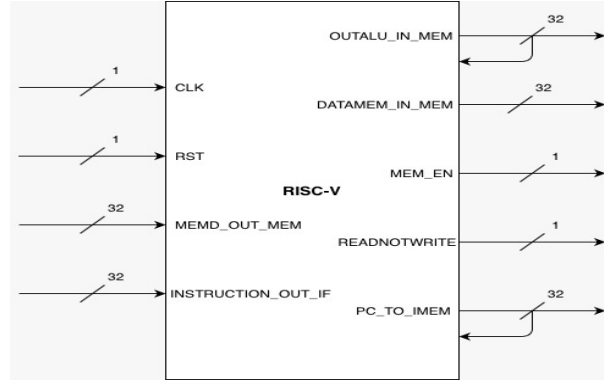 32
OUTALU_IN_MEM
1
CLK
32
DATAMEM_IN_MEM
1
RST
1
MEM_EN
RISC-V
32
MEMD_OUT_MEM
1
READNOTWRITE
32
INSTRUCTION_OUT_IF
32
PC_TO_IMEM